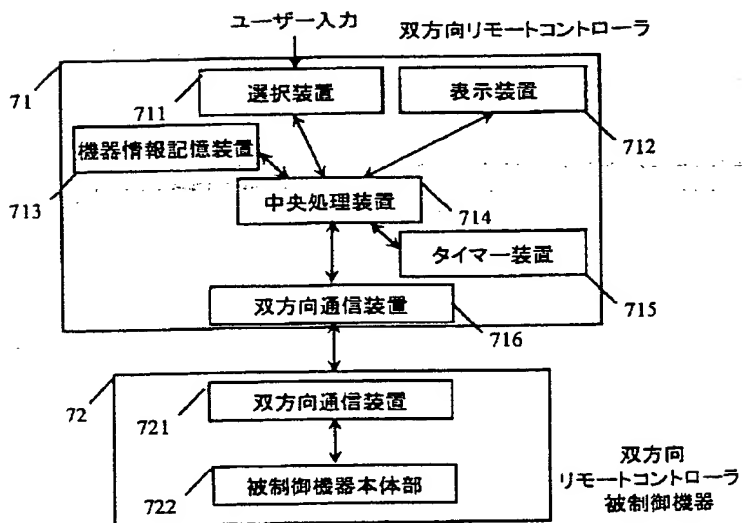 ユーザー入力
双方向リモートコントローラ
71
711
選択装置
表示装置
712
機器情報記憶装置
713
中央処理装置
714
タイマー装置
715
双方向通信装置
716
72
721
双方向通信装置
722
被制御機器本体部
双方向
リモートコントローラ
被制御機器